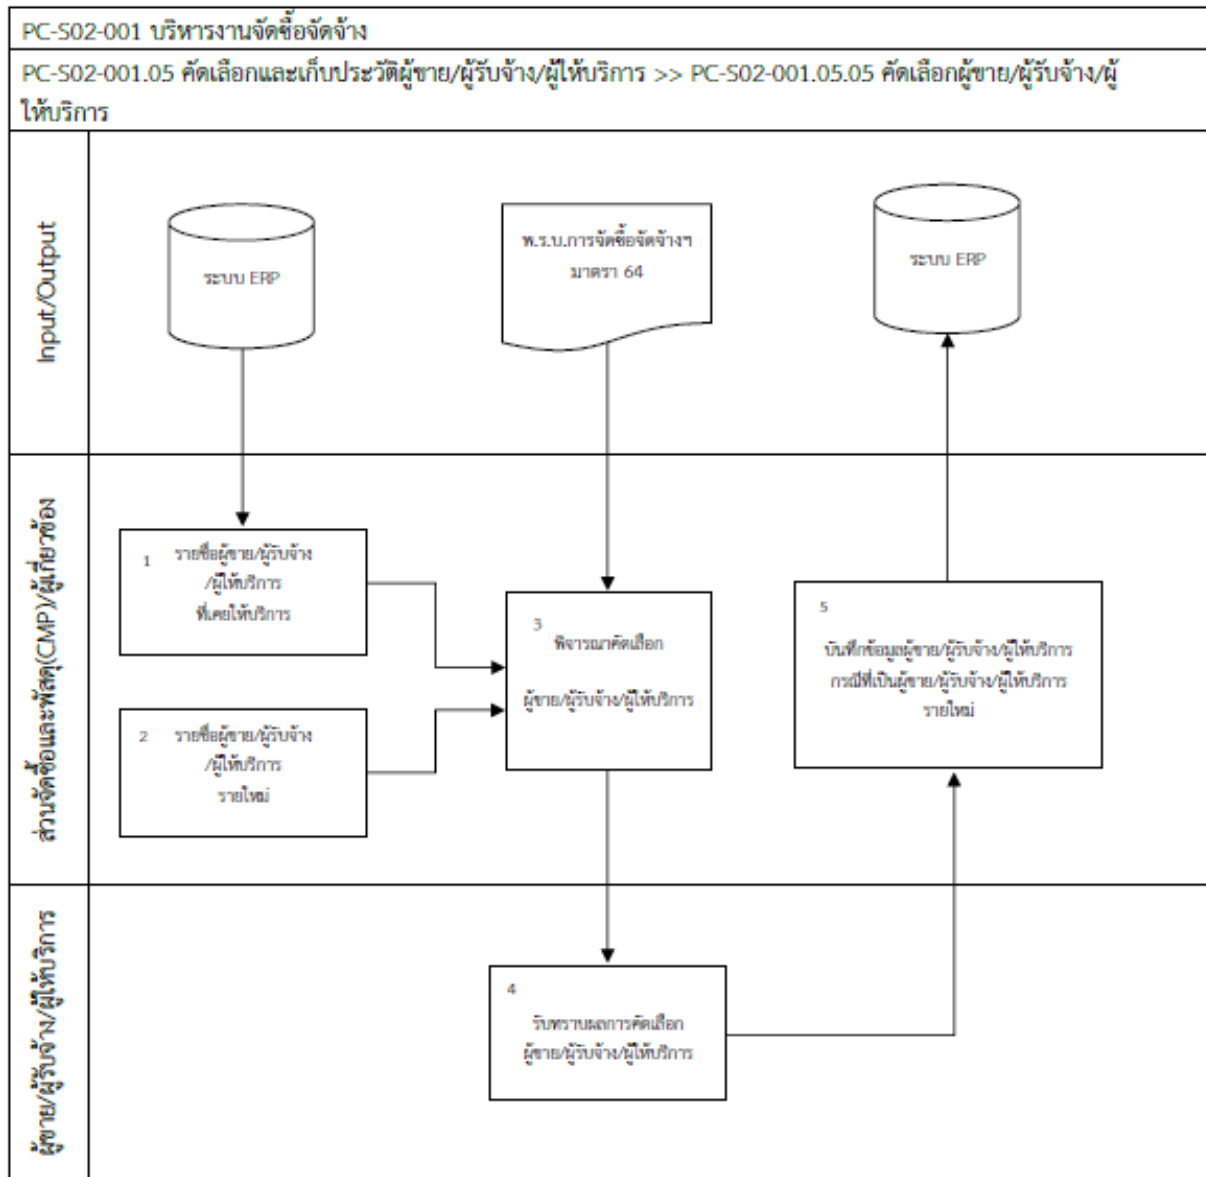 PC-S02-001 บริหารงานจัดซื้อจัดจ้าง
PC-S02-001.05 คัดเลือกและเก็บประวัติผู้ขาย/ผู้รับจ้าง/ผู้ให้บริการ >> PC-S02-001.05.05 คัดเลือกผู้ขาย/ผู้รับจ้าง/ผู้
ให้บริการ
Input/Output
ระบบ ERP
พ.ร.บ.การจัดซื้อจัดจ้างฯ
มาตรา 64
ระบบ ERP
ส่วนจัดซื้อและพัสดุ(CMP)/ผู้เกี่ยวข้อง
1 รายชื่อผู้ขาย/ผู้รับจ้าง
/ผู้ให้บริการ
ที่เคยให้บริการ
2 รายชื่อผู้ขาย/ผู้รับจ้าง
/ผู้ให้บริการ
รายใหม่
3
พิจารณาคัดเลือก
ผู้ขาย/ผู้รับจ้าง/ผู้ให้บริการ
5
บันทึกข้อมูลผู้ขาย/ผู้รับจ้าง/ผู้ให้บริการ
กรณีที่เป็นผู้ขาย/ผู้รับจ้าง/ผู้ให้บริการ
รายใหม่
ผู้ขาย/ผู้รับจ้าง/ผู้ให้บริการ
4
รับทราบผลการคัดเลือก
ผู้ขาย/ผู้รับจ้าง/ผู้ให้บริการ